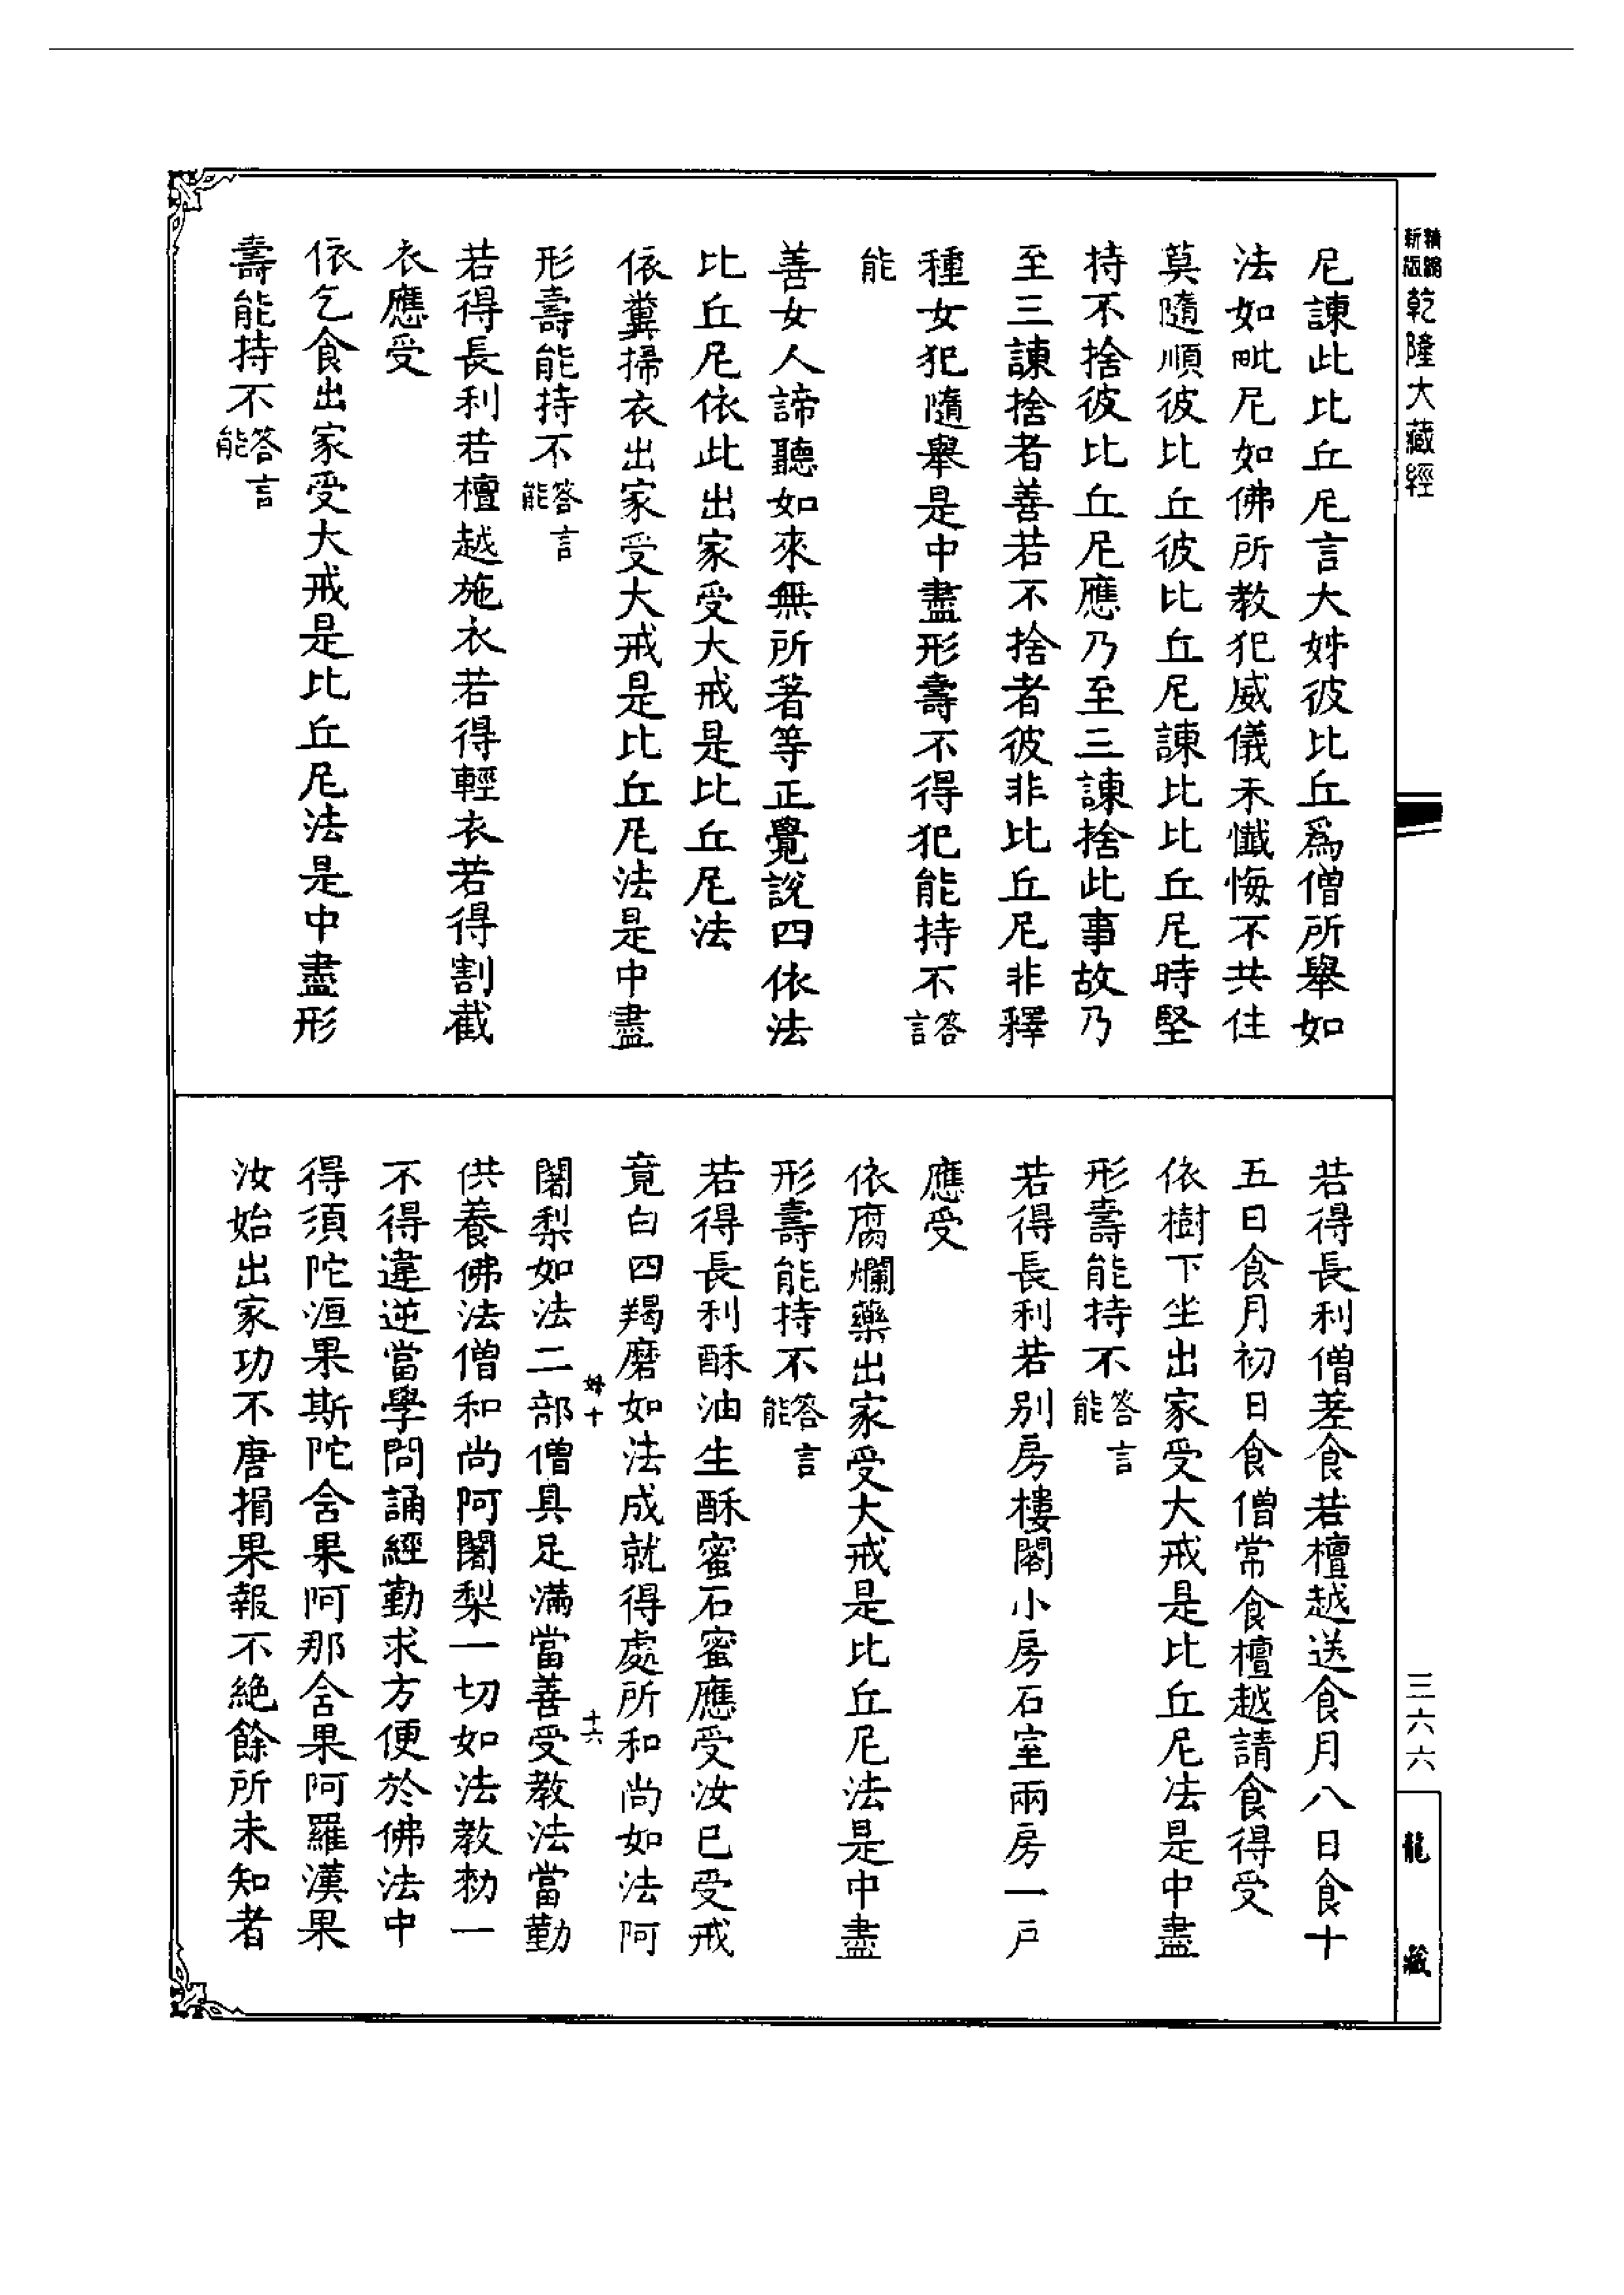 新版精縮乾隆大藏經
尼諫此比丘尼言大姊彼比丘爲僧所舉如
法如毗尼如佛所教犯威儀未懺悔不共住
莫隨順彼比丘彼比丘尼諫比比丘尼時堅
持不捨彼比丘尼應乃至三諫捨此事故乃
至三諫捨者善若不捨者彼非比丘尼非釋
種女犯隨舉是中盡形壽不得犯能持不答言
能
善女人諦聽如來無所著等正覺說四依法
比丘尼依此出家受大戒是比丘尼法
依糞掃衣出家受大戒是比丘尼法是中盡
形壽能持不答言能
若得長利若檀越施衣若得輕衣若得割截
衣應受
依乞食出家受大戒是比丘尼法是中盡形
壽能持不答言能
若得長利僧差食若檀越送食月八日食十
五日食月初日食僧常食檀越請食得受
依樹下坐出家受大戒是比丘尼法是中盡
形壽能持不答言能
若得長利若別房樓閣小房石室兩房一戶
應受
依腐爛藥出家受大戒是比丘尼法是中盡
形壽能持不答言能
若得長利酥油生酥蜜石蜜應受汝已受戒
竟白四羯磨如法成就得處所和尚如法阿
姊十
十六
闍梨如法二部僧具足滿當善受教法當勤
供養佛法僧和尚阿闍梨一切如法教勑一
不得違逆當學問誦經勤求方便於佛法中
得須陀洹果斯陀含果阿那含果阿羅漢果
汝始出家功不唐捐果報不絕餘所未知者
三六六
龍藏